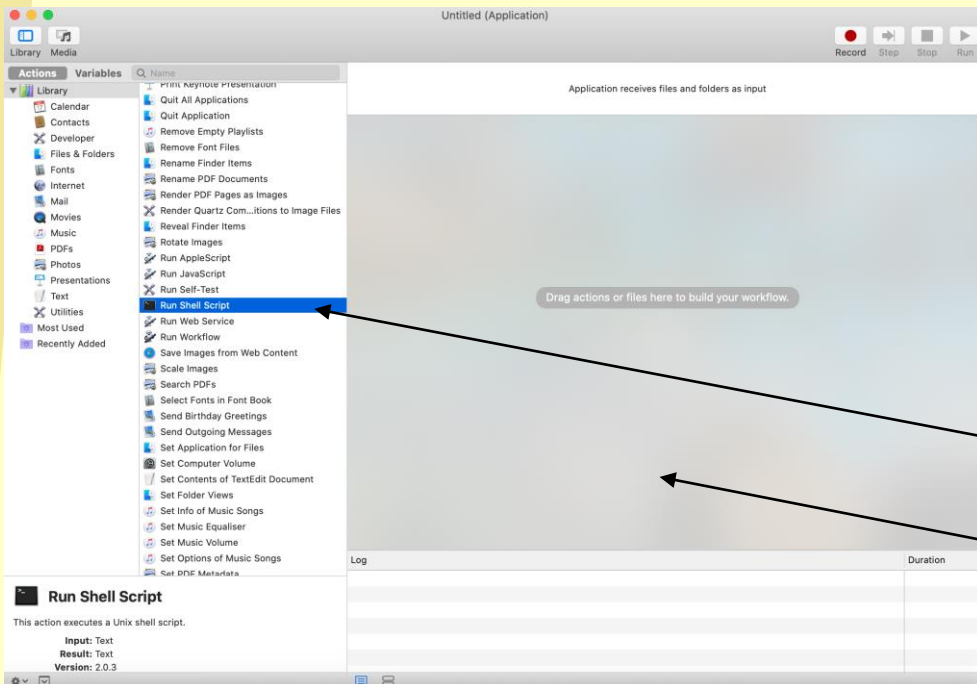 Untitled (Application)
Library Media
Record Step Stop Run
Actions Variables Name
Library
Calendar
Contacts
Developer
Files & Folders
Fonts
Internet
Mail
Movies
Music
PDFs
Photos
Presentations
Text
Utilities
Most Used
Recently Added
Print Keynote Presentation
Quit All Applications
Quit Application
Remove Empty Playlists
Remove Font Files
Rename Finder Items
Rename PDF Documents
Render PDF Pages as Images
Render Quartz Com...itions to Image Files
Reveal Finder Items
Rotate Images
Run AppleScript
Run JavaScript
Run Self-Test
Run Shell Script
Run Web Service
Run Workflow
Save Images from Web Content
Scale Images
Search PDFs
Select Fonts in Font Book
Send Birthday Greetings
Send Outgoing Messages
Set Application for Files
Set Computer Volume
Set Contents of TextEdit Document
Set Folder Views
Set Info of Music Songs
Set Music Equaliser
Set Music Volume
Set Options of Music Songs
Set PDF Metadata
Application receives files and folders as input
Drag actions or files here to build your workflow.
Log Duration
Run Shell Script
This action executes a Unix shell script.
Input: Text
Result: Text
Version: 2.0.3